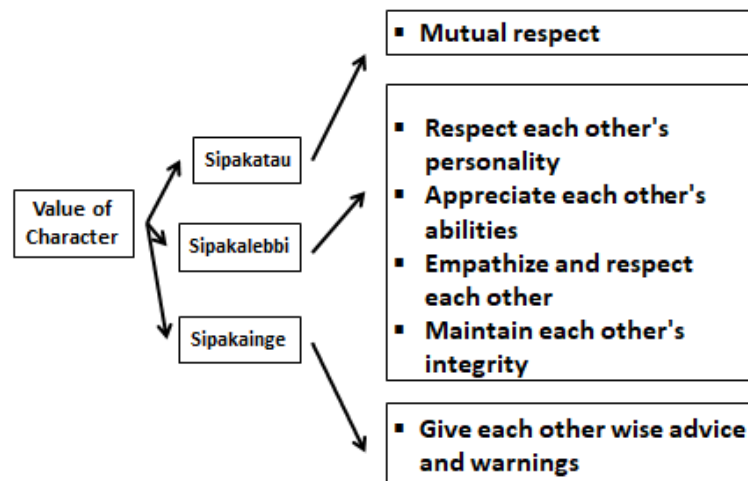 Value of
Character
Sipakatau
Sipakalebbi
Sipakainge
▪ Mutual respect
▪ Respect each other's
personality
▪ Appreciate each other's
abilities
▪ Empathize and respect
each other
▪ Maintain each other's
integrity
▪ Give each other wise advice
and warnings